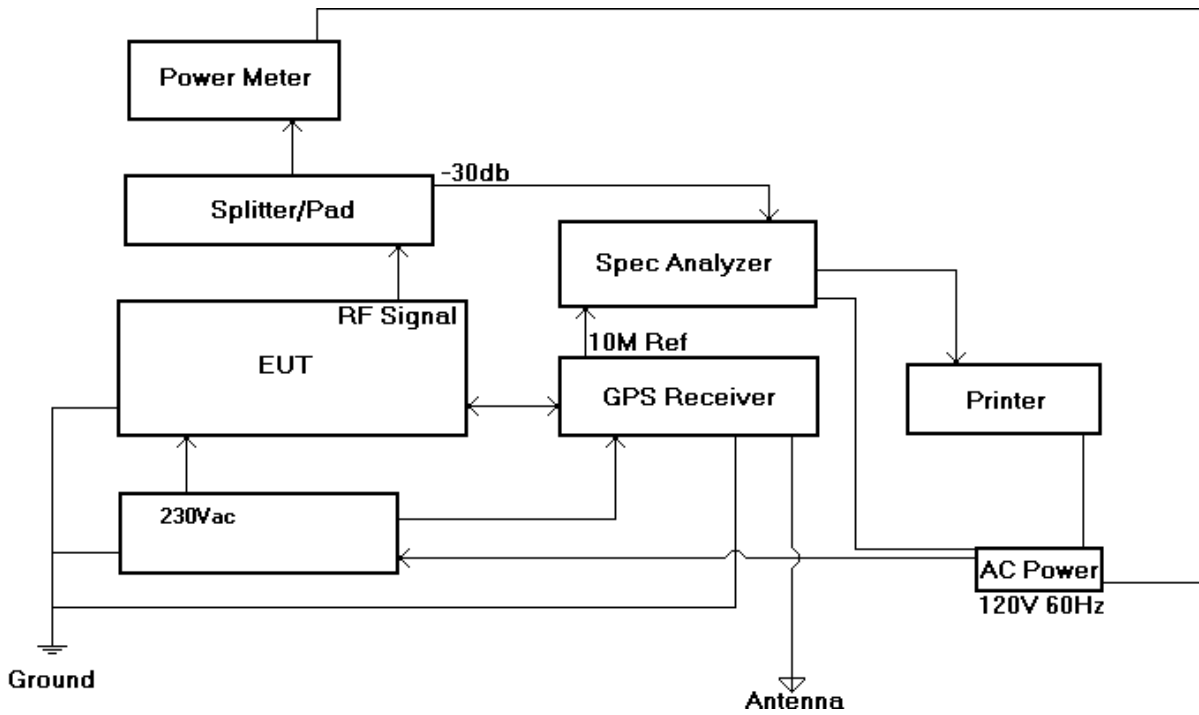 Power Meter
-30db
Splitter/Pad
Spec Analyzer
RF Signal
10M Ref
EUT
GPS Receiver
Printer
230Vac
AC Power
120V 60Hz
Ground
Antenna